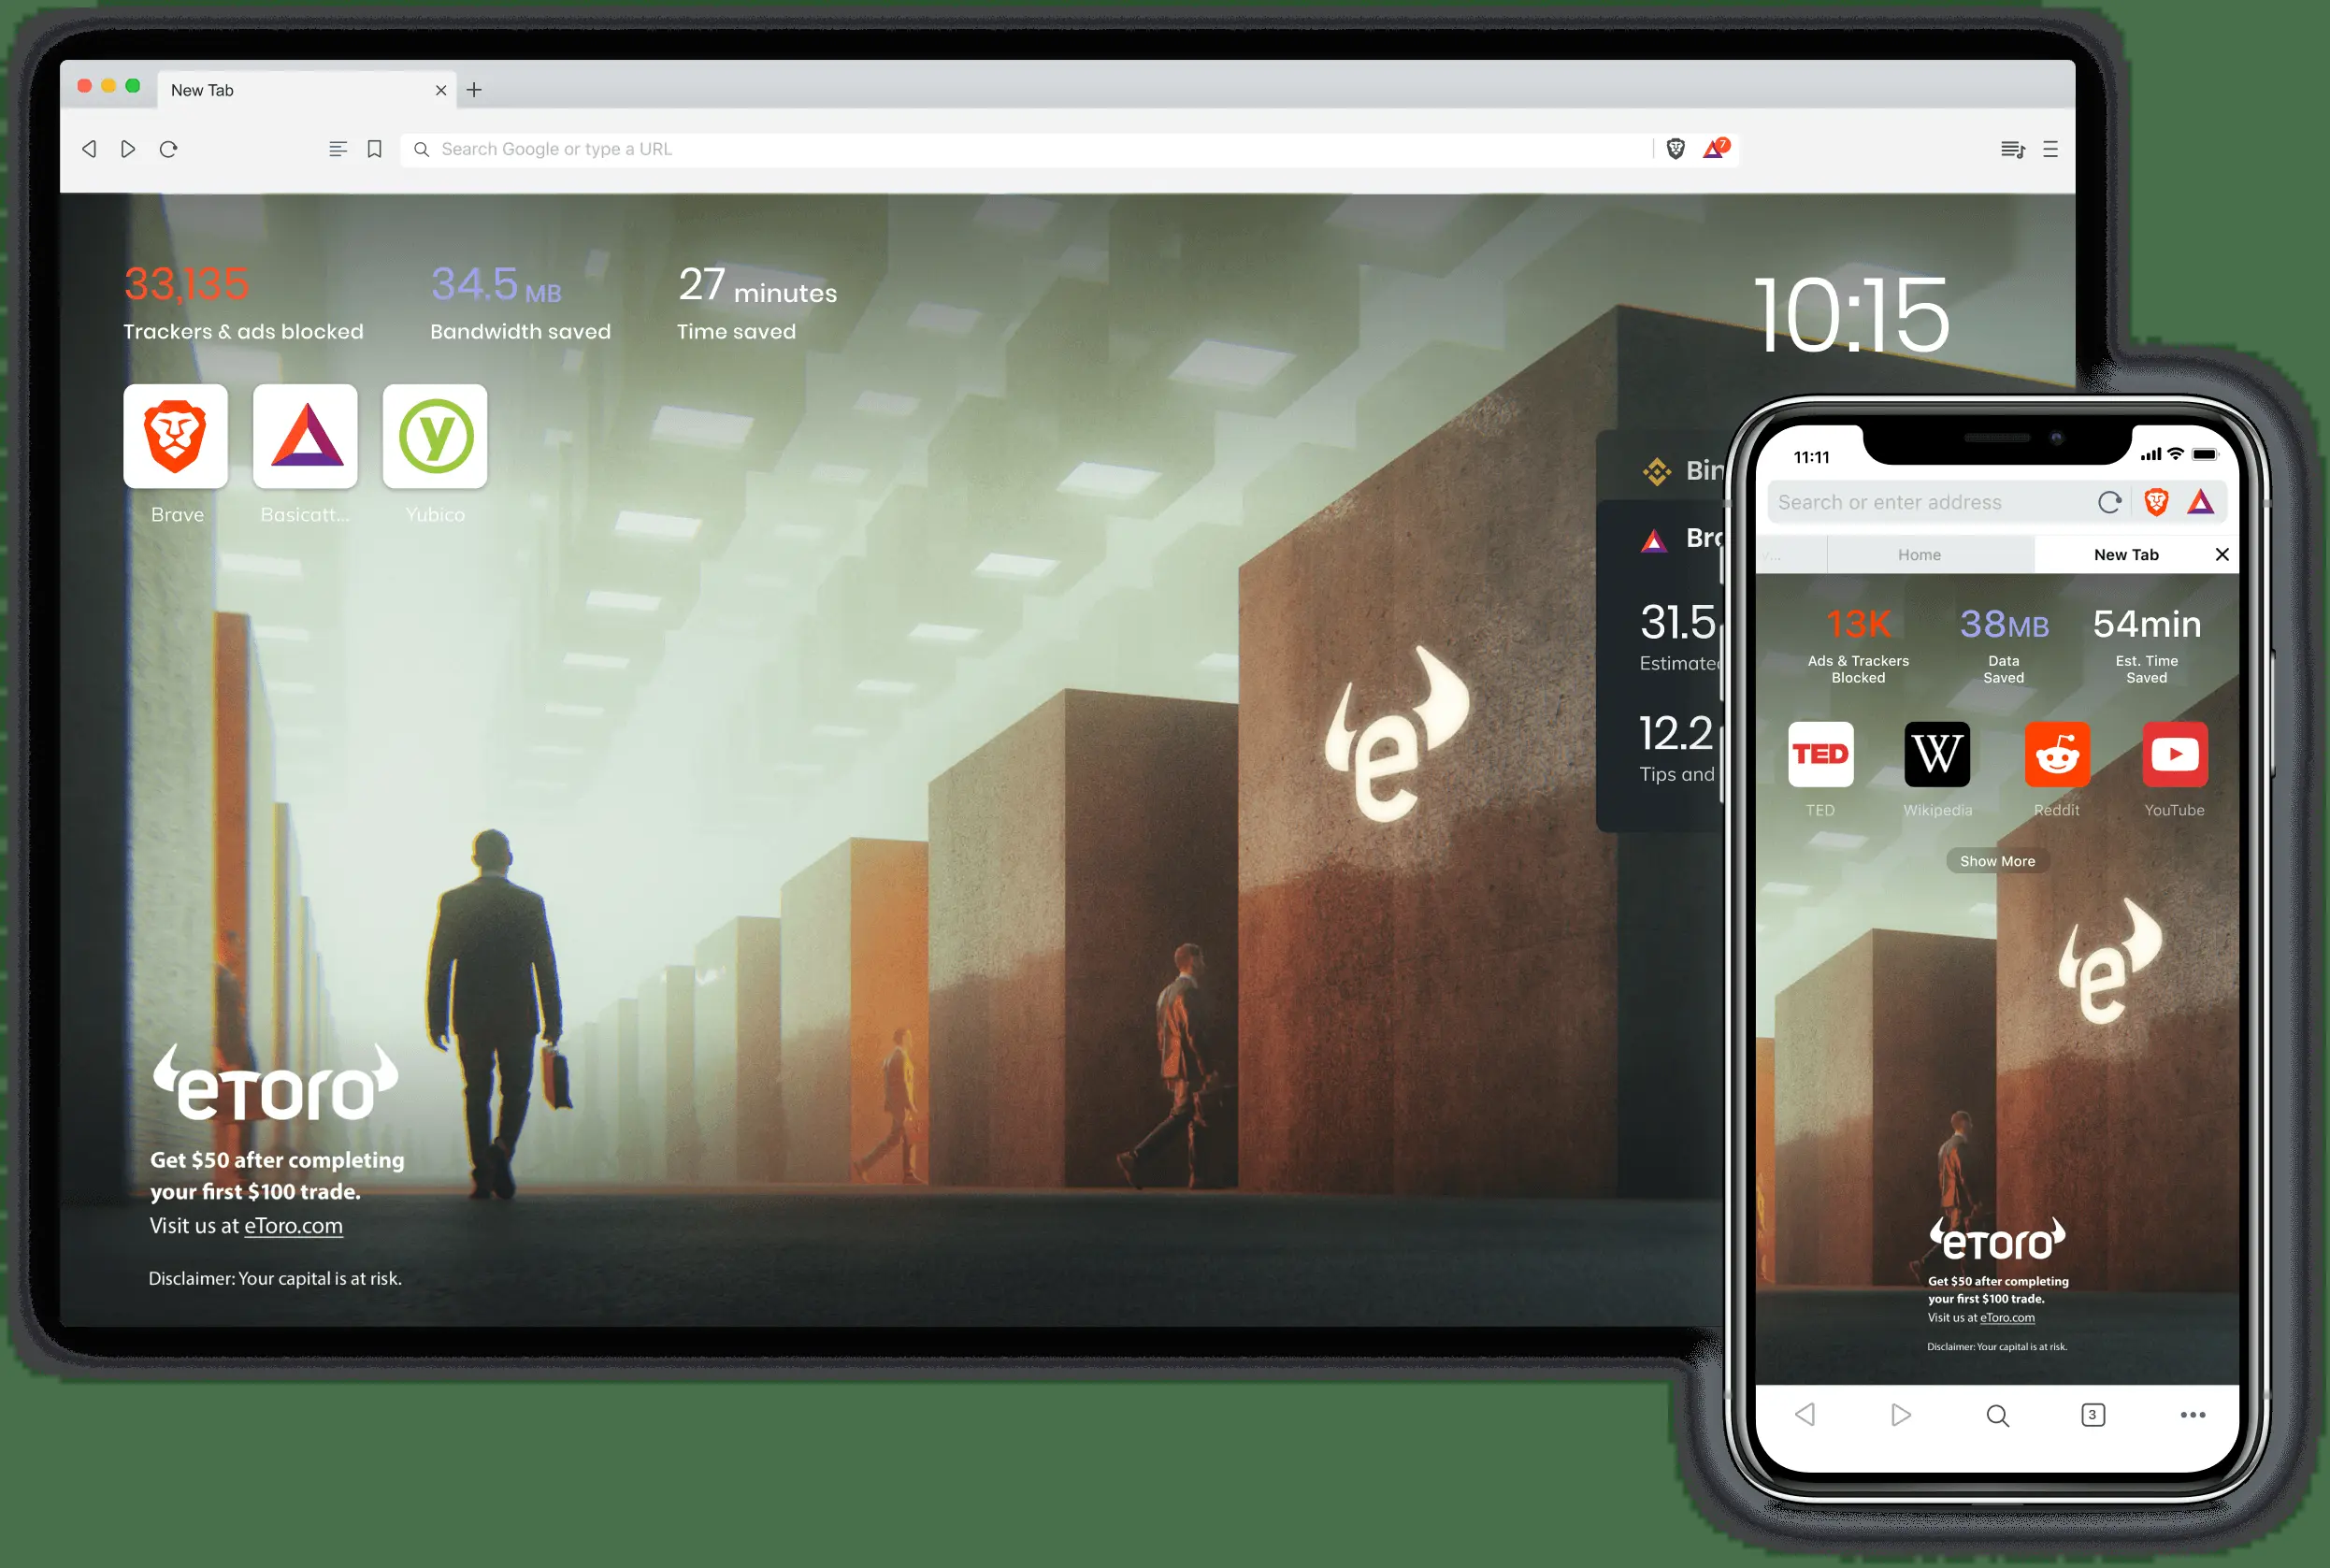 New Tab
Search Google or type a URL
7
33,135
34.5 MB
27 minutes
Trackers & ads blocked
Bandwidth saved
Time saved
10:15
y
Brave
Basicatt...
Yubico
Bin
Bra
31.5
Estimated
12.2
Tips and
e
eTORO
Get $50 after completing
your first $100 trade.
Visit us at eToro.com
Disclaimer: Your capital is at risk.
11:11
Search or enter address
Home
New Tab
13K
38MB
54min
Ads & Trackers
Blocked
Data
Saved
Est. Time
Saved
TED
W
TED
Wikipedia
Reddit
YouTube
Show More
e
eTORO
Get $50 after completing
your first $100 trade.
Visit us at eToro.com
Disclaimer: Your capital is at risk.
3